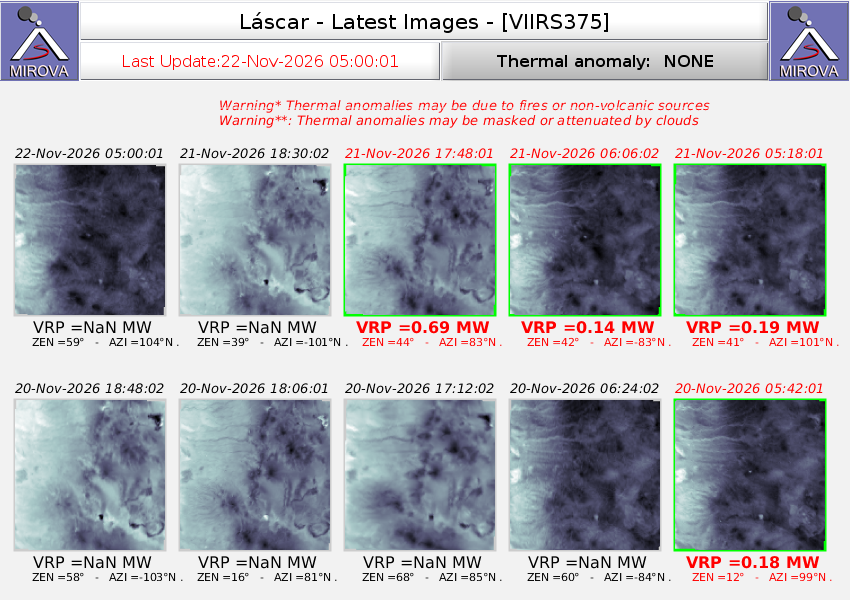 Láscar - Latest Images - [VIIRS375]
MIROVA
Last Update:22-Nov-2026 05:00:01
Thermal anomaly: NONE
MIROVA
Warning* Thermal anomalies may be due to fires or non-volcanic sources
Warning**: Thermal anomalies may be masked or attenuated by clouds
22-Nov-2026 05:00:01 21-Nov-2026 18:30:02 21-Nov-2026 17:48:01 21-Nov-2026 06:06:02 21-Nov-2026 05:18:01
VRP =NaN MW VRP =NaN MW VRP =0.69 MW VRP =0.14 MW VRP =0.19 MW
ZEN =59° - AZI =104°N . ZEN =39° - AZI =-101°N . ZEN =44° - AZI =83°N . ZEN =42° - AZI =-83°N . ZEN =41° - AZI =101°N .
20-Nov-2026 18:48:02 20-Nov-2026 18:06:01 20-Nov-2026 17:12:02 20-Nov-2026 06:24:02 20-Nov-2026 05:42:01
VRP =NaN MW VRP =NaN MW VRP =NaN MW VRP =NaN MW VRP =0.18 MW
ZEN =58° - AZI =-103°N . ZEN =16° - AZI =81°N . ZEN =68° - AZI =85°N . ZEN =60° - AZI =-84°N . ZEN =12° - AZI =99°N .